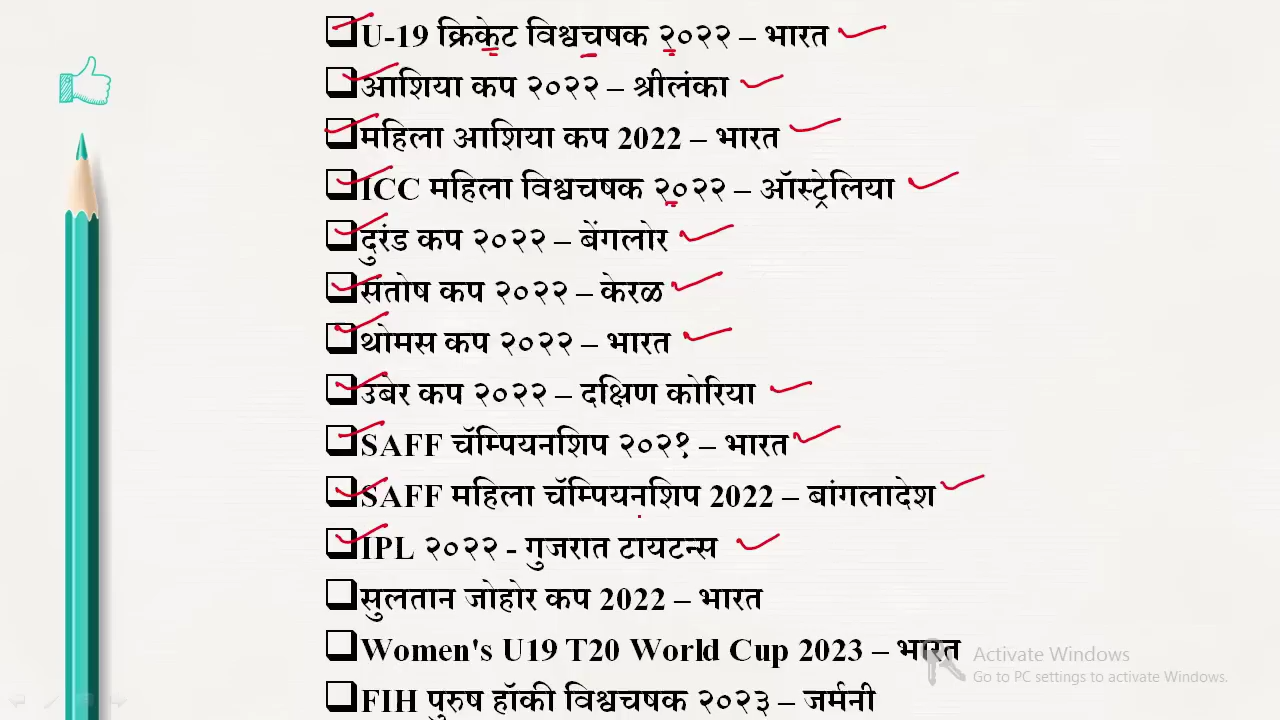 U-19 क्रिकेट विश्वचषक २०२२ – भारत
आशिया कप २०२२ – श्रीलंका
महिला आशिया कप 2022 – भारत
ICC महिला विश्वचषक २०२२ – ऑस्ट्रेलिया
दुरंड कप २०२२ – बेंगलोर
संतोष कप २०२२ – केरळ
थोमस कप २०२२ – भारत
उबेर कप २०२२ – दक्षिण कोरिया
SAFF चॅम्पियनशिप २०२१ – भारत
SAFF महिला चॅम्पियनशिप 2022 – बांगलादेश
IPL २०२२ - गुजरात टायटन्स
सुलतान जोहोर कप 2022 – भारत
Women's U19 T20 World Cup 2023 – भारत
FIH पुरुष हॉकी विश्वचषक २०२३ – जर्मनी
Activate Windows
Go to PC settings to activate Windows.